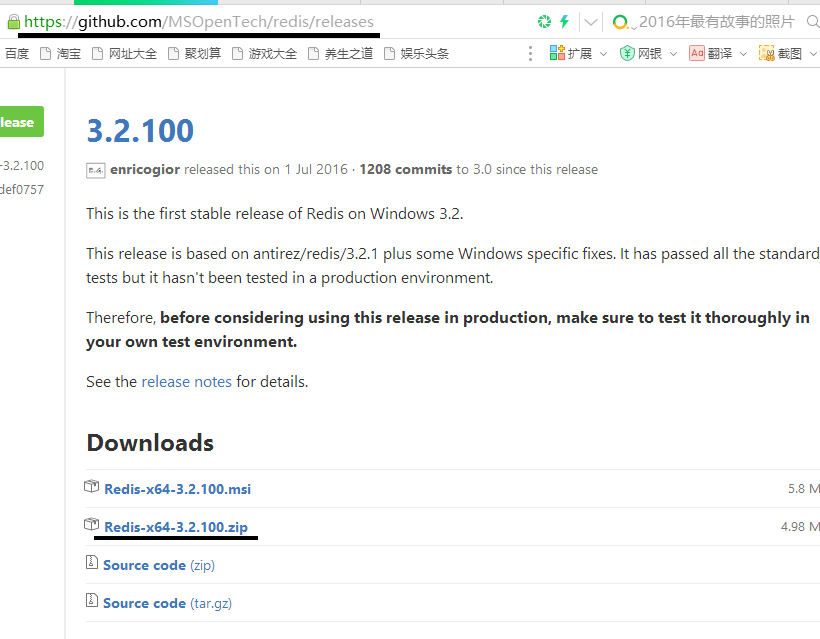 https://github.com/MSOpenTech/redis/releases 2016年最有故事的照片
百度 淘宝 网址大全 聚划算 游戏大全 养生之道 娱乐头条 扩展 网银 翻译 截图
lease
3.2.100
-3.2.100
enricogior released this on 1 Jul 2016 · 1208 commits to 3.0 since this release
def0757
This is the first stable release of Redis on Windows 3.2.
This release is based on antirez/redis/3.2.1 plus some Windows specific fixes. It has passed all the standard
tests but it hasn't been tested in a production environment.
Therefore, before considering using this release in production, make sure to test it thoroughly in
your own test environment.
See the release notes for details.
Downloads
Redis-x64-3.2.100.msi 5.8 M
Redis-x64-3.2.100.zip 4.98 M
Source code (zip)
Source code (tar.gz)